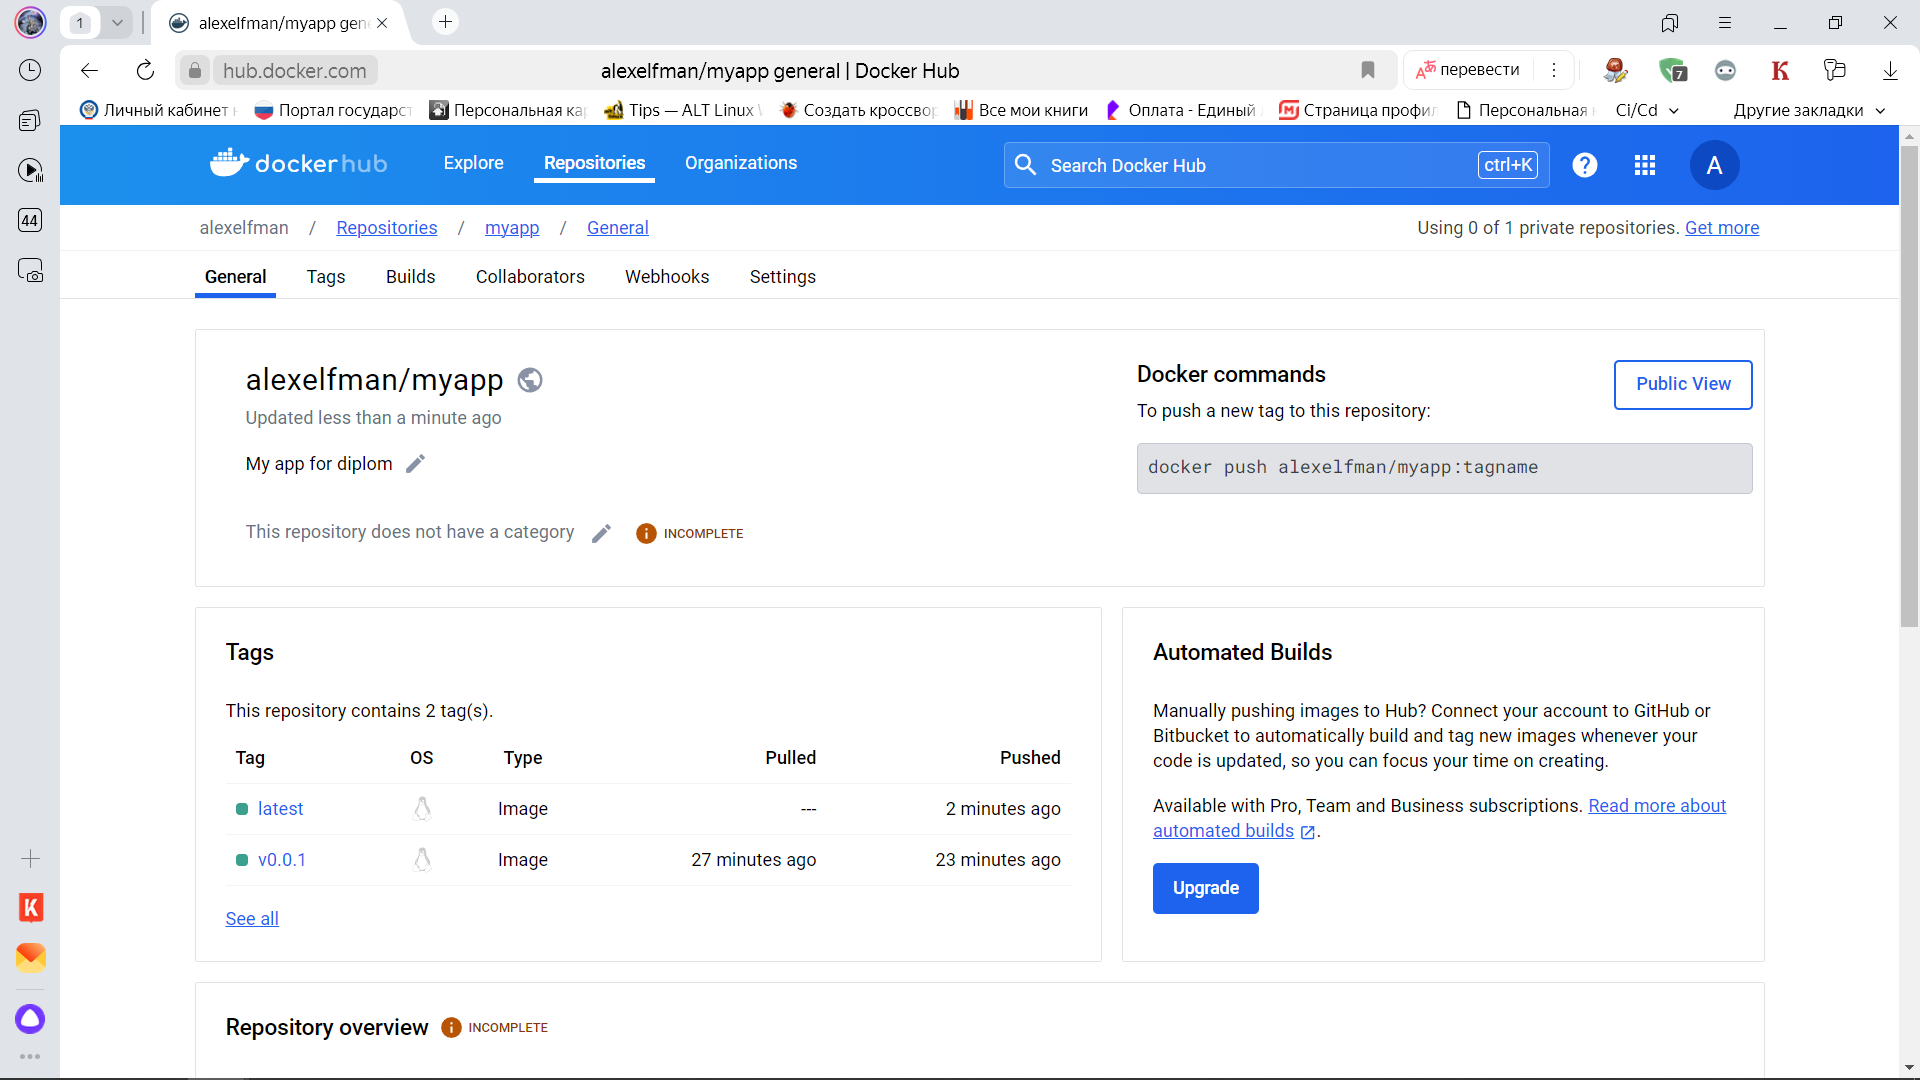 1
alexelfman/myapp gen
hub.docker.com
alexelfman/myapp general | Docker Hub
перевести
7
K
Личный кабинет
Портал государст
Персональная ка
Tips — ALT Linux
Создать кроссвор
Все мои книги
Оплата - Единый
Страница профил
Персональная
Ci/Cd
Другие закладки
44
docker hub
Explore
Repositories
Organizations
Search Docker Hub
ctrl+K
?
A
alexelfman / Repositories / myapp / General
Using 0 of 1 private repositories. Get more
General
Tags
Builds
Collaborators
Webhooks
Settings
alexelfman/myapp
Updated less than a minute ago
My app for diplom
This repository does not have a category
INCOMPLETE
Docker commands
Public View
To push a new tag to this repository:
docker push alexelfman/myapp:tagname
Tags
This repository contains 2 tag(s).
Tag OS Type Pulled Pushed
latest Image --- 2 minutes ago
v0.0.1 Image 27 minutes ago 23 minutes ago
See all
Automated Builds
Manually pushing images to Hub? Connect your account to GitHub or
Bitbucket to automatically build and tag new images whenever your
code is updated, so you can focus your time on creating.
Available with Pro, Team and Business subscriptions. Read more about
automated builds .
Upgrade
K
Repository overview
INCOMPLETE